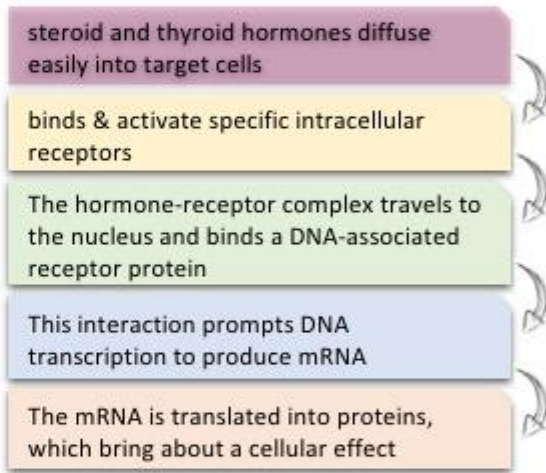 steroid and thyroid hormones diffuse
easily into target cells
binds & activate specific intracellular
receptors
The hormone-receptor complex travels to
the nucleus and binds a DNA-associated
receptor protein
This interaction prompts DNA
transcription to produce mRNA
The mRNA is translated into proteins,
which bring about a cellular effect